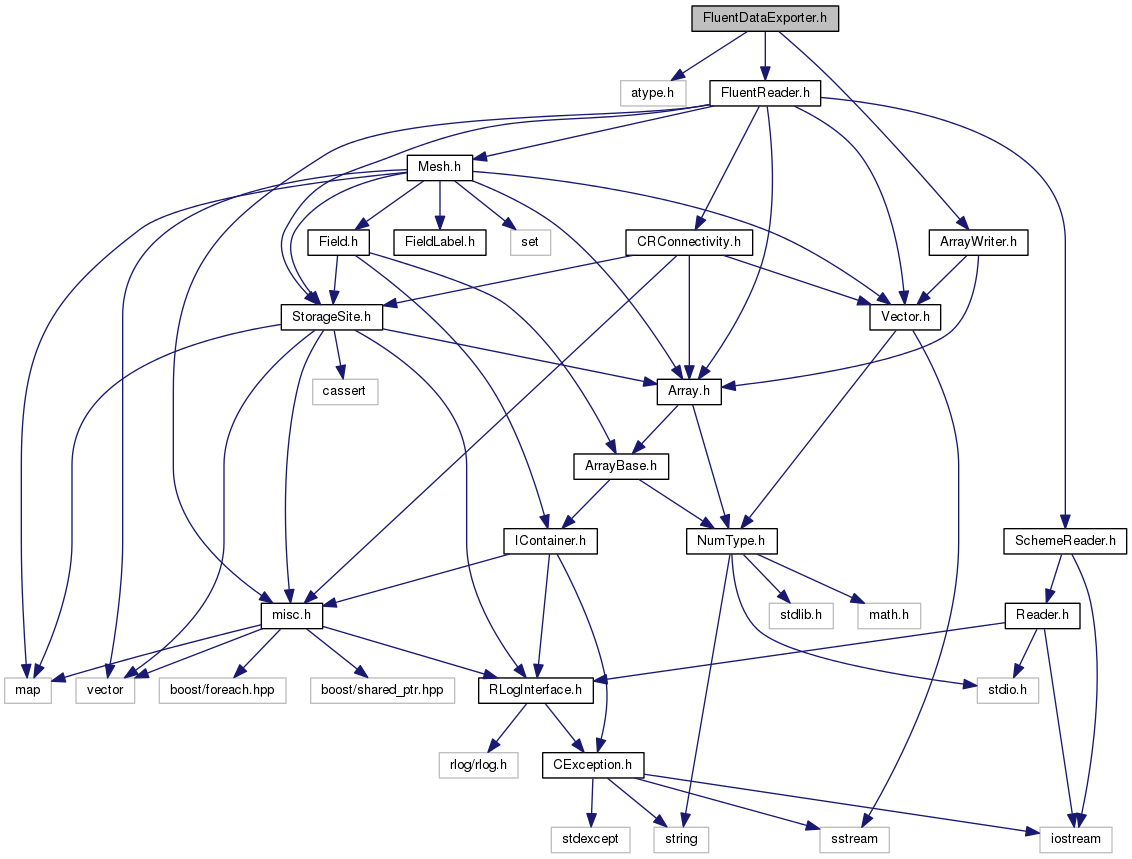 FluentDataExporter.h
atype.h
FluentReader.h
Mesh.h
Field.h
FieldLabel.h
set
CRConnectivity.h
ArrayWriter.h
StorageSite.h
Vector.h
cassert
Array.h
ArrayBase.h
IContainer.h
NumType.h
SchemeReader.h
misc.h
stdlib.h
math.h
Reader.h
map
vector
boost/foreach.hpp
boost/shared_ptr.hpp
RLogInterface.h
stdio.h
rlog/rlog.h
CException.h
stdexcept
string
sstream
iostream